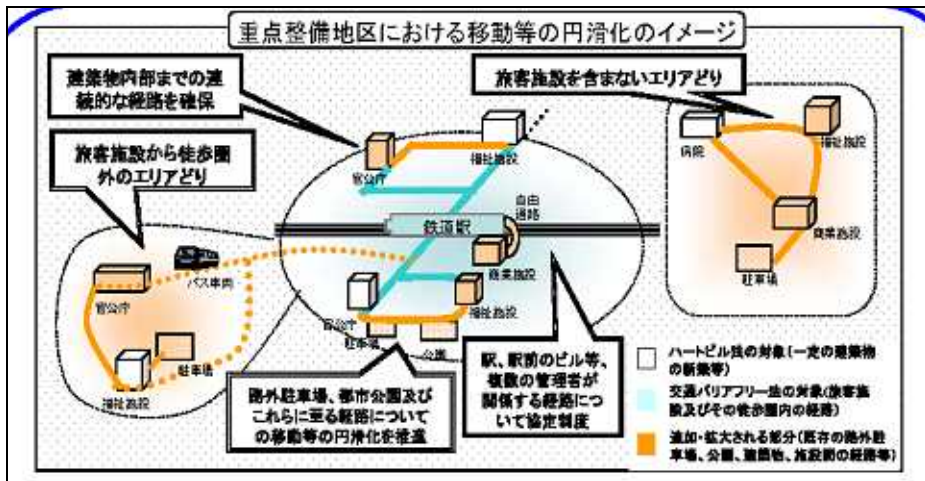 重点整備地区における移動等の円滑化のイメージ
建築物内部までの連
続的な経路を確保
旅客施設を含まないエリアどり
旅客施設から徒歩圏
外のエリアどり
官公庁
福祉施設
病院
福祉施設
自由
通路
鉄道駅
商業施設
商業施設
駐車場
バス車両
官公庁
福祉施設
官公庁
駐車場
公園
駐車場
福祉施設
路外駐車場、都市公園及び
これらに至る経路について
の移動等の円滑化を推進
駅、駅前のビル等、
複数の管理者が
関係する経路につ
いて協定制度
ハートビル法の対象(一定の建築物
の新築等)
交通バリアフリー法の対象(旅客施
設及びその徒歩圏内の経路)
追加・拡大される部分(既存の路外駐
車場、公園、建築物、施設間の経路等)